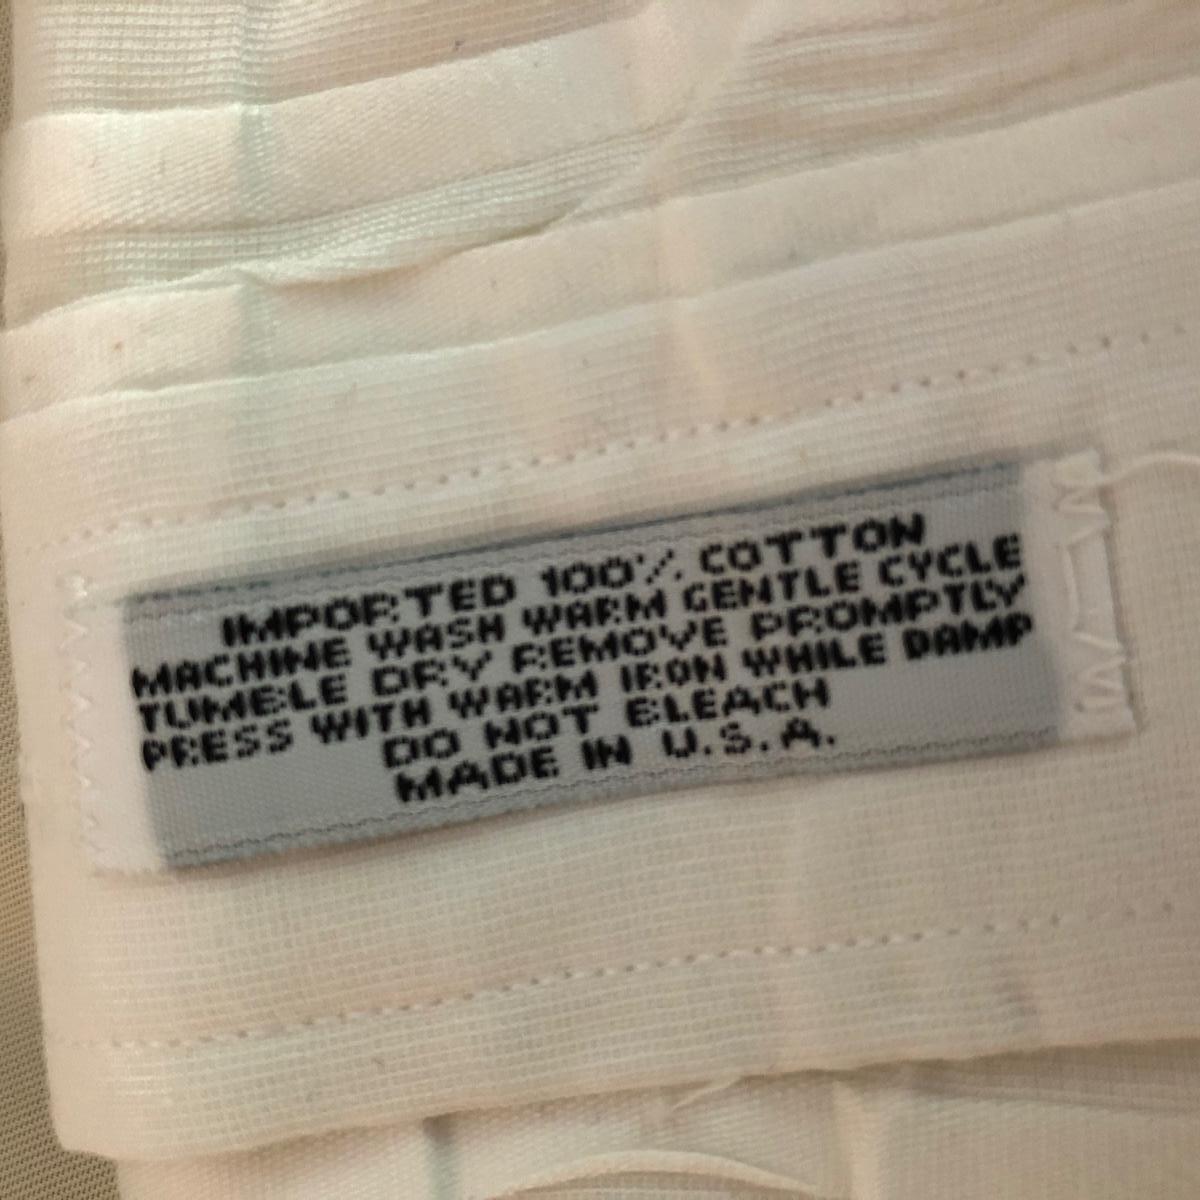 IMPORTED 100% COTTON
MACHINE WASH WARM GENTLE CYCLE
TUMBLE DRY REMOVE PROMPTLY
PRESS WITH WARM IRON WHILE DAMP
DO NOT BLEACH
MADE IN U.S.A.